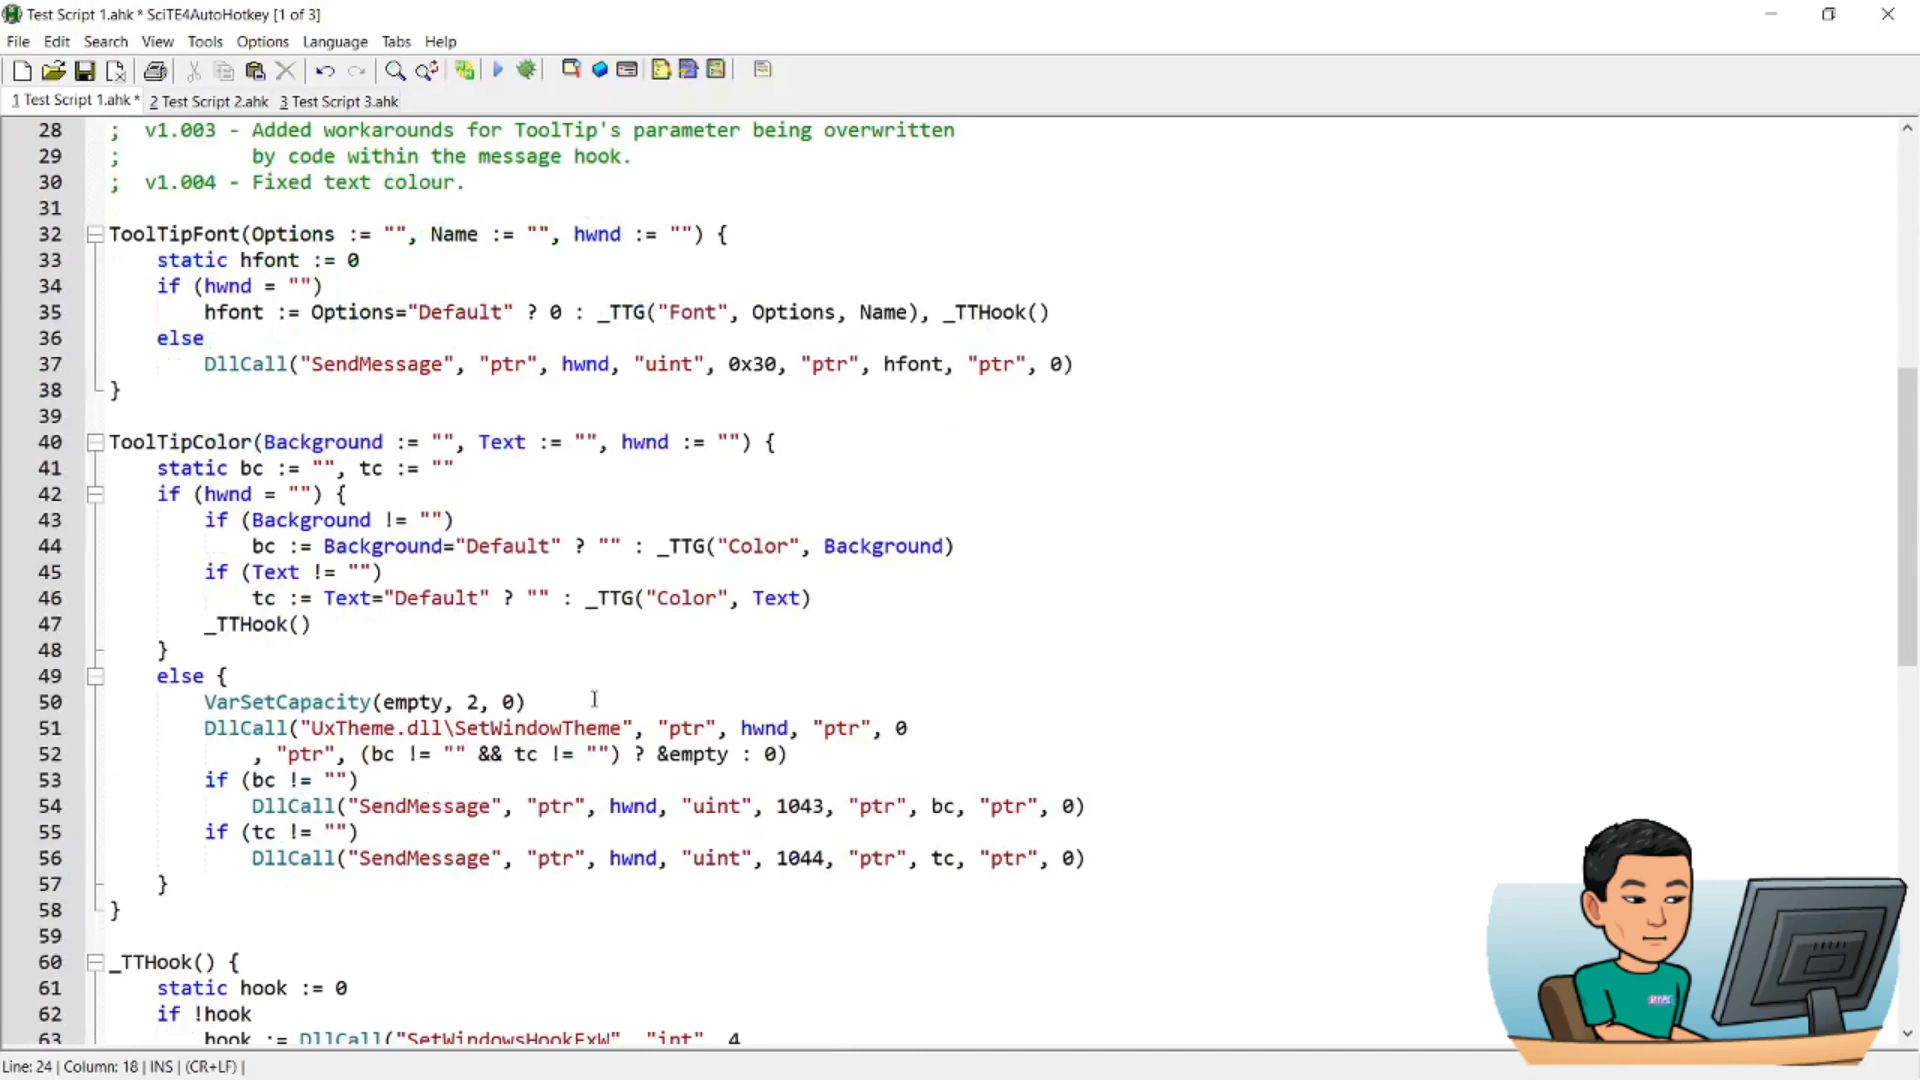 Test Script 1.ahk * SciTE4AutoHotkey [1 of 3]
File Edit Search View Tools Options Language Tabs Help
1 Test Script 1.ahk * 2 Test Script 2.ahk 3 Test Script 3.ahk
28 ;  v1.003 - Added workarounds for ToolTip's parameter being overwritten
29 ;           by code within the message hook.
30 ;  v1.004 - Fixed text colour.
31
32 ToolTipFont(Options := "", Name := "", hwnd := "") {
33     static hfont := 0
34     if (hwnd = "")
35         hfont := Options="Default" ? 0 : _TTG("Font", Options, Name), _TTHook()
36     else
37         DllCall("SendMessage", "ptr", hwnd, "uint", 0x30, "ptr", hfont, "ptr", 0)
38 }
39
40 ToolTipColor(Background := "", Text := "", hwnd := "") {
41     static bc := "", tc := ""
42     if (hwnd = "") {
43         if (Background != "")
44             bc := Background="Default" ? "" : _TTG("Color", Background)
45         if (Text != "")
46             tc := Text="Default" ? "" : _TTG("Color", Text)
47         _TTHook()
48     }
49     else {
50         VarSetCapacity(empty, 2, 0)
51         DllCall("UxTheme.dll\SetWindowTheme", "ptr", hwnd, "ptr", 0
52             , "ptr", (bc != "" && tc != "") ? &empty : 0)
53         if (bc != "")
54             DllCall("SendMessage", "ptr", hwnd, "uint", 1043, "ptr", bc, "ptr", 0)
55         if (tc != "")
56             DllCall("SendMessage", "ptr", hwnd, "uint", 1044, "ptr", tc, "ptr", 0)
57     }
58 }
59
60 _TTHook() {
61     static hook := 0
62     if !hook
63         hook := DllCall("SetWindowsHookExW", "int", 4
Line: 24 | Column: 18 | INS | (CR+LF) |